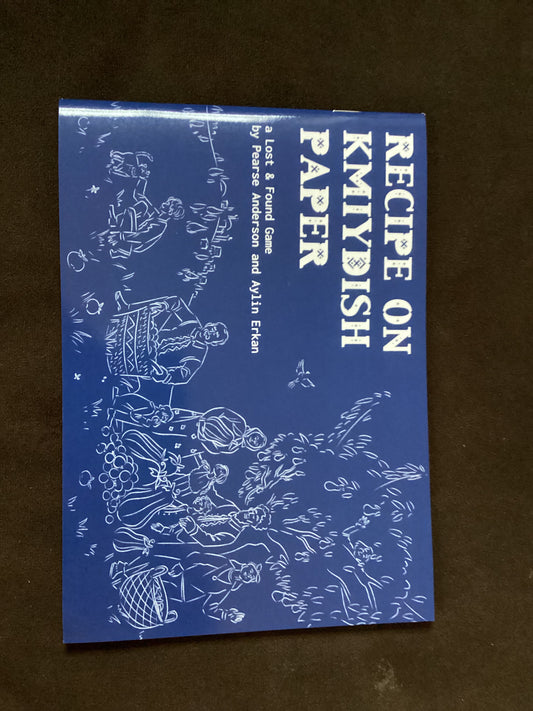 RECIPE ON
KMIYDISH
PAPER
a Lost & Found Game
by Pearse Anderson and Aylin Erkan